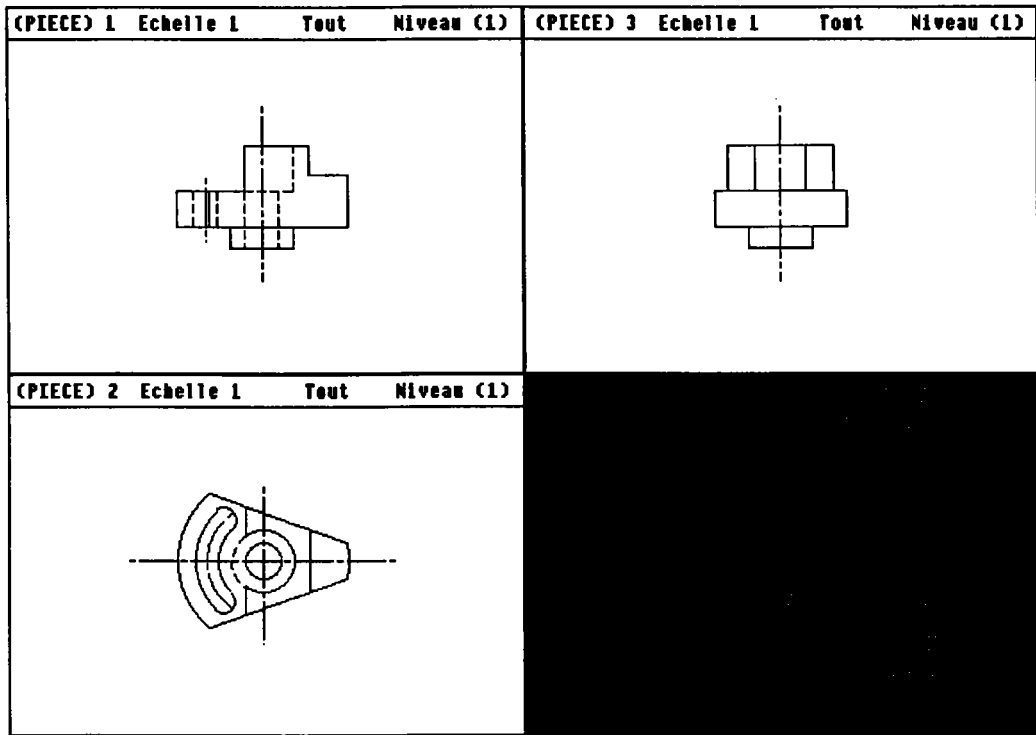 (PIECE) 1 Echelle 1 Tout Niveau (1)
(PIECE) 3 Echelle 1 Tout Niveau (1)
(PIECE) 2 Echelle 1 Tout Niveau (1)